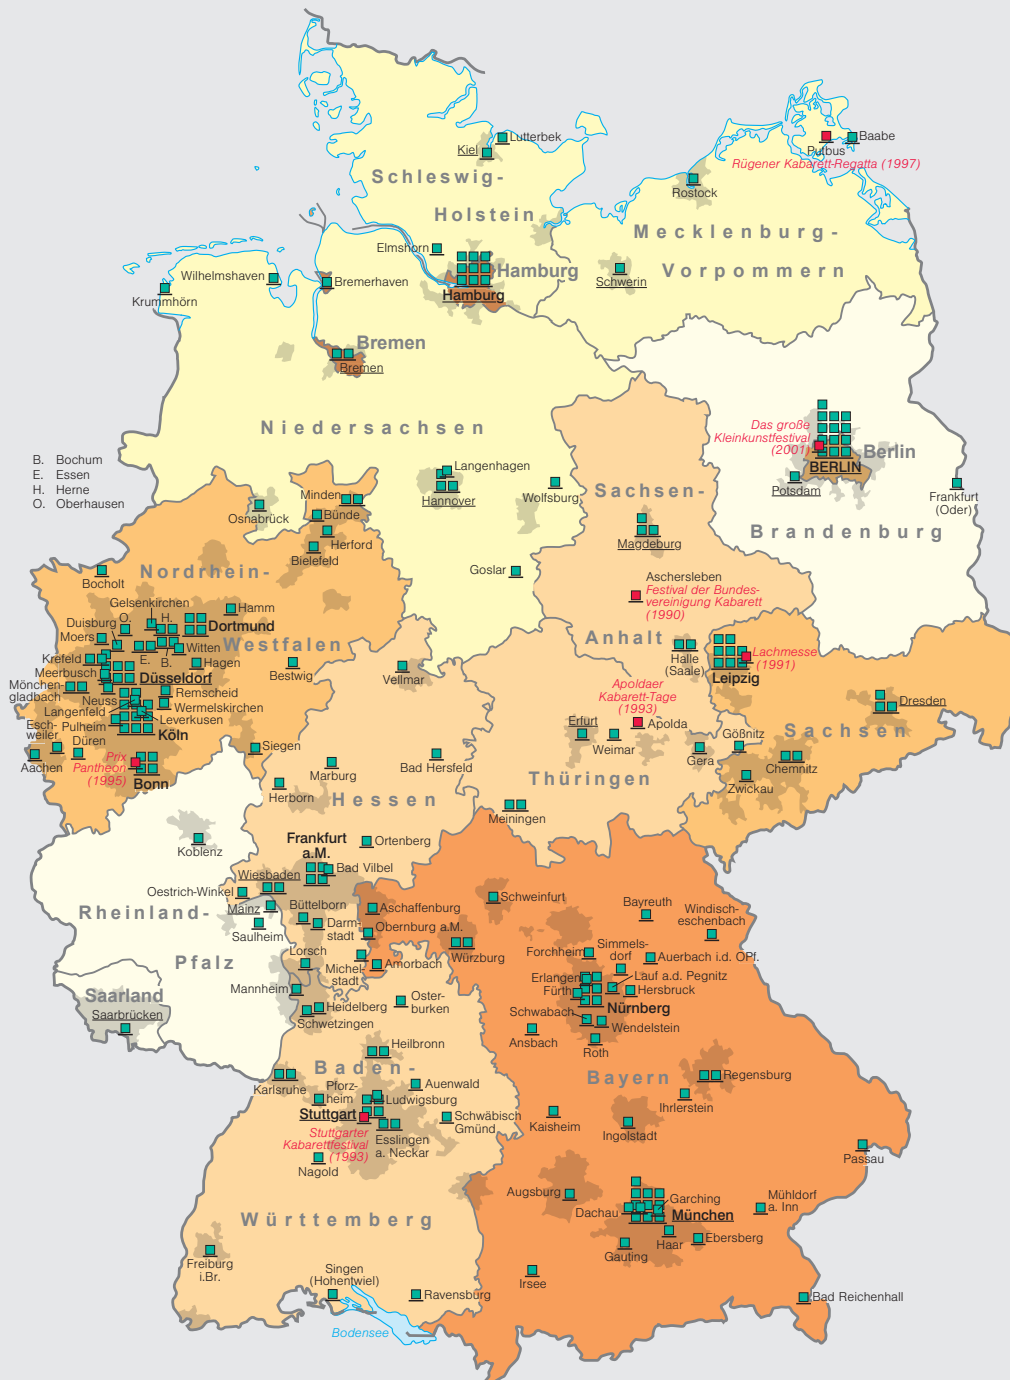 Lutterbek
Kiel
Schleswig-
Holstein
Baabe
Putbus
Rügener Kabarett-Regatta (1997)
Rostock
Mecklenburg-
Vorpommern
Schwerin
Elmshorn
Hamburg
Hamburg
Wilhelmshaven
Krummhörn
Bremerhaven
Bremen
Bremen
Niedersachsen
Das große
Kleinkunstfestival
(2001)
Berlin
BERLIN
Potsdam
Frankfurt
(Oder)
Brandenburg
B. Bochum
E. Essen
H. Herne
O. Oberhausen
Langenhagen
Hannover
Wolfsburg
Osnabrück
Minden
Bünde
Herford
Bielefeld
Goslar
Sachsen-
Magdeburg
Aschersleben
Festival der Bundes-
vereinigung Kabarett
(1990)
Anhalt
Halle
(Saale)
Nordrhein-
Bocholt
Gelsenkirchen
Hamm
Duisburg
O.
H.
Dortmund
Moers
Westfalen
Witten
Krefeld
E.
B.
Hagen
Meerbusch
Düsseldorf
Bestwig
Mönchen-
gladbach
Neuss
Remscheid
Langenfeld
Wermelskirchen
Leverkusen
Esch-
weiler
Pulheim
Köln
Düren
Aachen
Prix
Pantheon
(1995)
Bonn
Siegen
Vellmar
Lachmesse
(1991)
Leipzig
Apoldaer
Kabarett-Tage
(1993)
Erfurt
Apolda
Weimar
Gera
Gößnitz
Dresden
Sachsen
Chemnitz
Zwickau
Thüringen
Meiningen
Bad Hersfeld
Marburg
Herborn
Hessen
Koblenz
Frankfurt
a.M.
Ortenberg
Bad Vilbel
Wiesbaden
Oestrich-Winkel
Mainz
Büttelborn
Darm-
stadt
Saulheim
Rheinland-
Pfalz
Aschaffenburg
Obernburg a.M.
Lorsch
Michel-
stadt
Amorbach
Mannheim
Heidelberg
Schwetzingen
Oster-
burken
Saarland
Saarbrücken
Schweinfurt
Würzburg
Bayreuth
Windisch-
eschenbach
Forchheim
Simmels-
dorf
Auerbach i.d. OPf.
Erlangen
Lauf a.d. Pegnitz
Fürth
Hersbruck
Nürnberg
Schwabach
Wendelstein
Ansbach
Roth
Bayern
Regensburg
Ihrlerstein
Kaisheim
Ingolstadt
Passau
Heilbronn
Baden-
Karlsruhe
Pforz-
heim
Auenwald
Ludwigsburg
Stuttgart
Schwäbisch
Gmünd
Stuttgarter
Kabarettfestival
(1993)
Esslingen
a. Neckar
Nagold
Württemberg
Freiburg
i.Br.
Singen
(Hohentwiel)
Ravensburg
Bodensee
Augsburg
Dachau
Garching
München
Mühldorf
a. Inn
Haar
Ebersberg
Gauting
Irsee
Bad Reichenhall